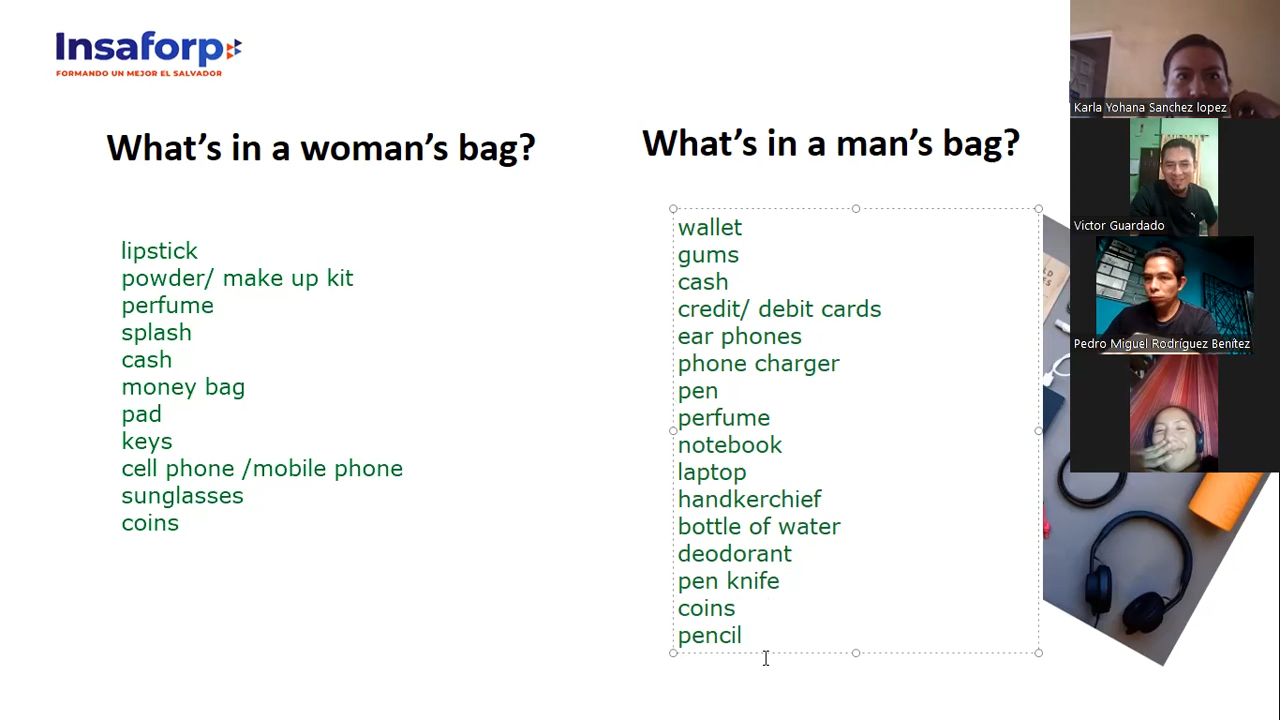 Insaforp
FORMANDO UN MEJOR EL SALVADOR
What's in a woman's bag?
lipstick
powder/ make up kit
perfume
splash
cash
money bag
pad
keys
cell phone /mobile phone
sunglasses
coins
What's in a man's bag?
wallet
gums
cash
credit/ debit cards
ear phones
phone charger
pen
perfume
notebook
laptop
handkerchief
bottle of water
deodorant
pen knife
coins
pencil
Karla Yohana Sanchez lopez
Victor Guardado
Pedro Miguel Rodríguez Benítez